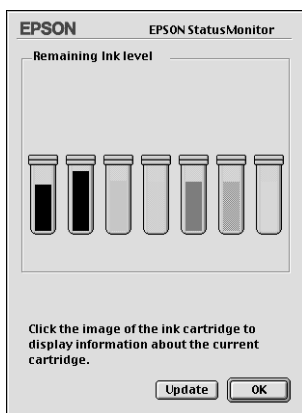 EPSON EPSON StatusMonitor
Remaining Ink level
Click the image of the ink cartridge to
display information about the current
cartridge.
Update OK